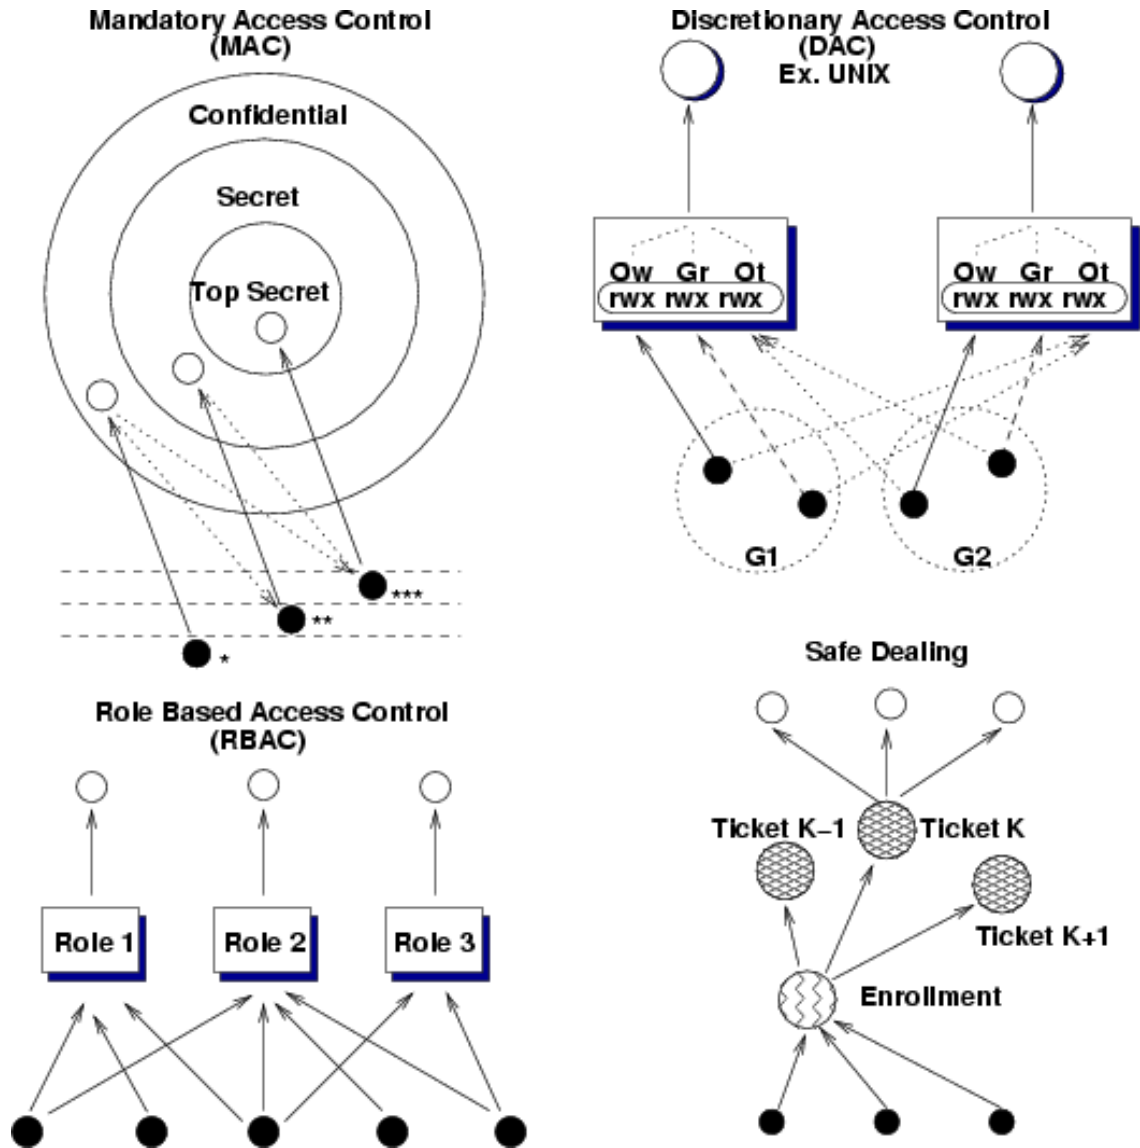 Mandatory Access Control
(MAC)
Confidential
Secret
Top Secret
***
**
*
Discretionary Access Control
(DAC)
Ex. UNIX
Ow Gr Ot
rwx rwx rwx
Ow Gr Ot
rwx rwx rwx
G1
G2
Role Based Access Control
(RBAC)
Role 1
Role 2
Role 3
Safe Dealing
Ticket K–1
Ticket K
Ticket K+1
Enrollment